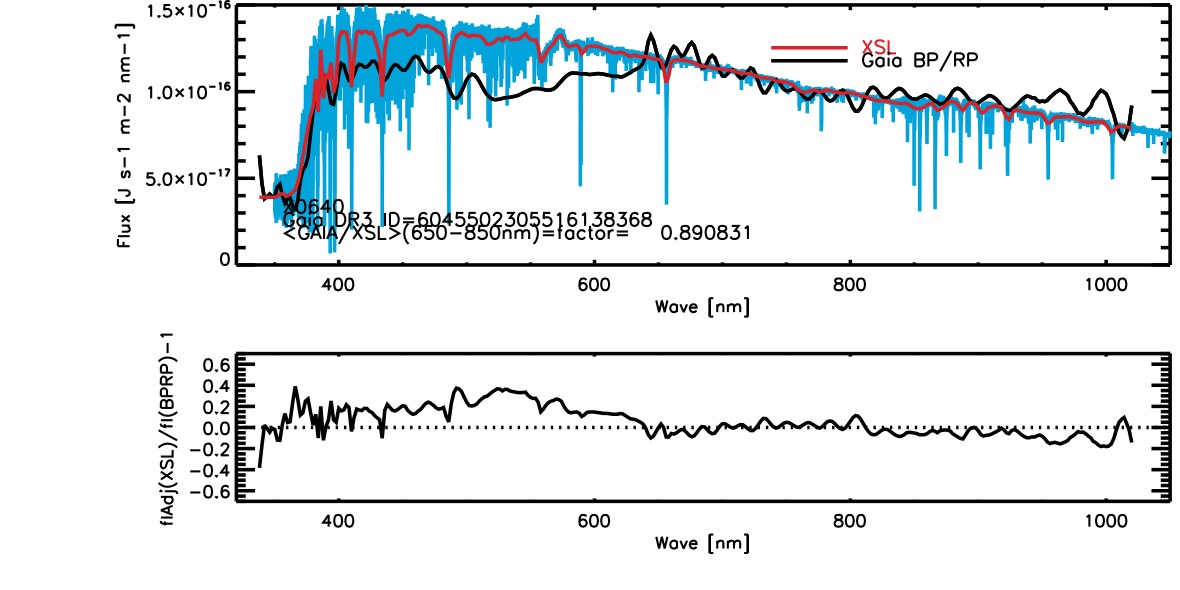 1.5×10−16
1.0×10−16
5.0×10−17
0
Flux [J s−1 m−2 nm−1]
XSL
Gaia BP/RP
X0640
Gaia DR3 ID=6045502305516138368
<GAIA/XSL>(650−850nm)=factor= 0.890831
400 600 800 1000
Wave [nm]
flAdj(XSL)/fl(BPRP)−1
0.6
0.4
0.2
0.0
−0.2
−0.4
−0.6
400 600 800 1000
Wave [nm]